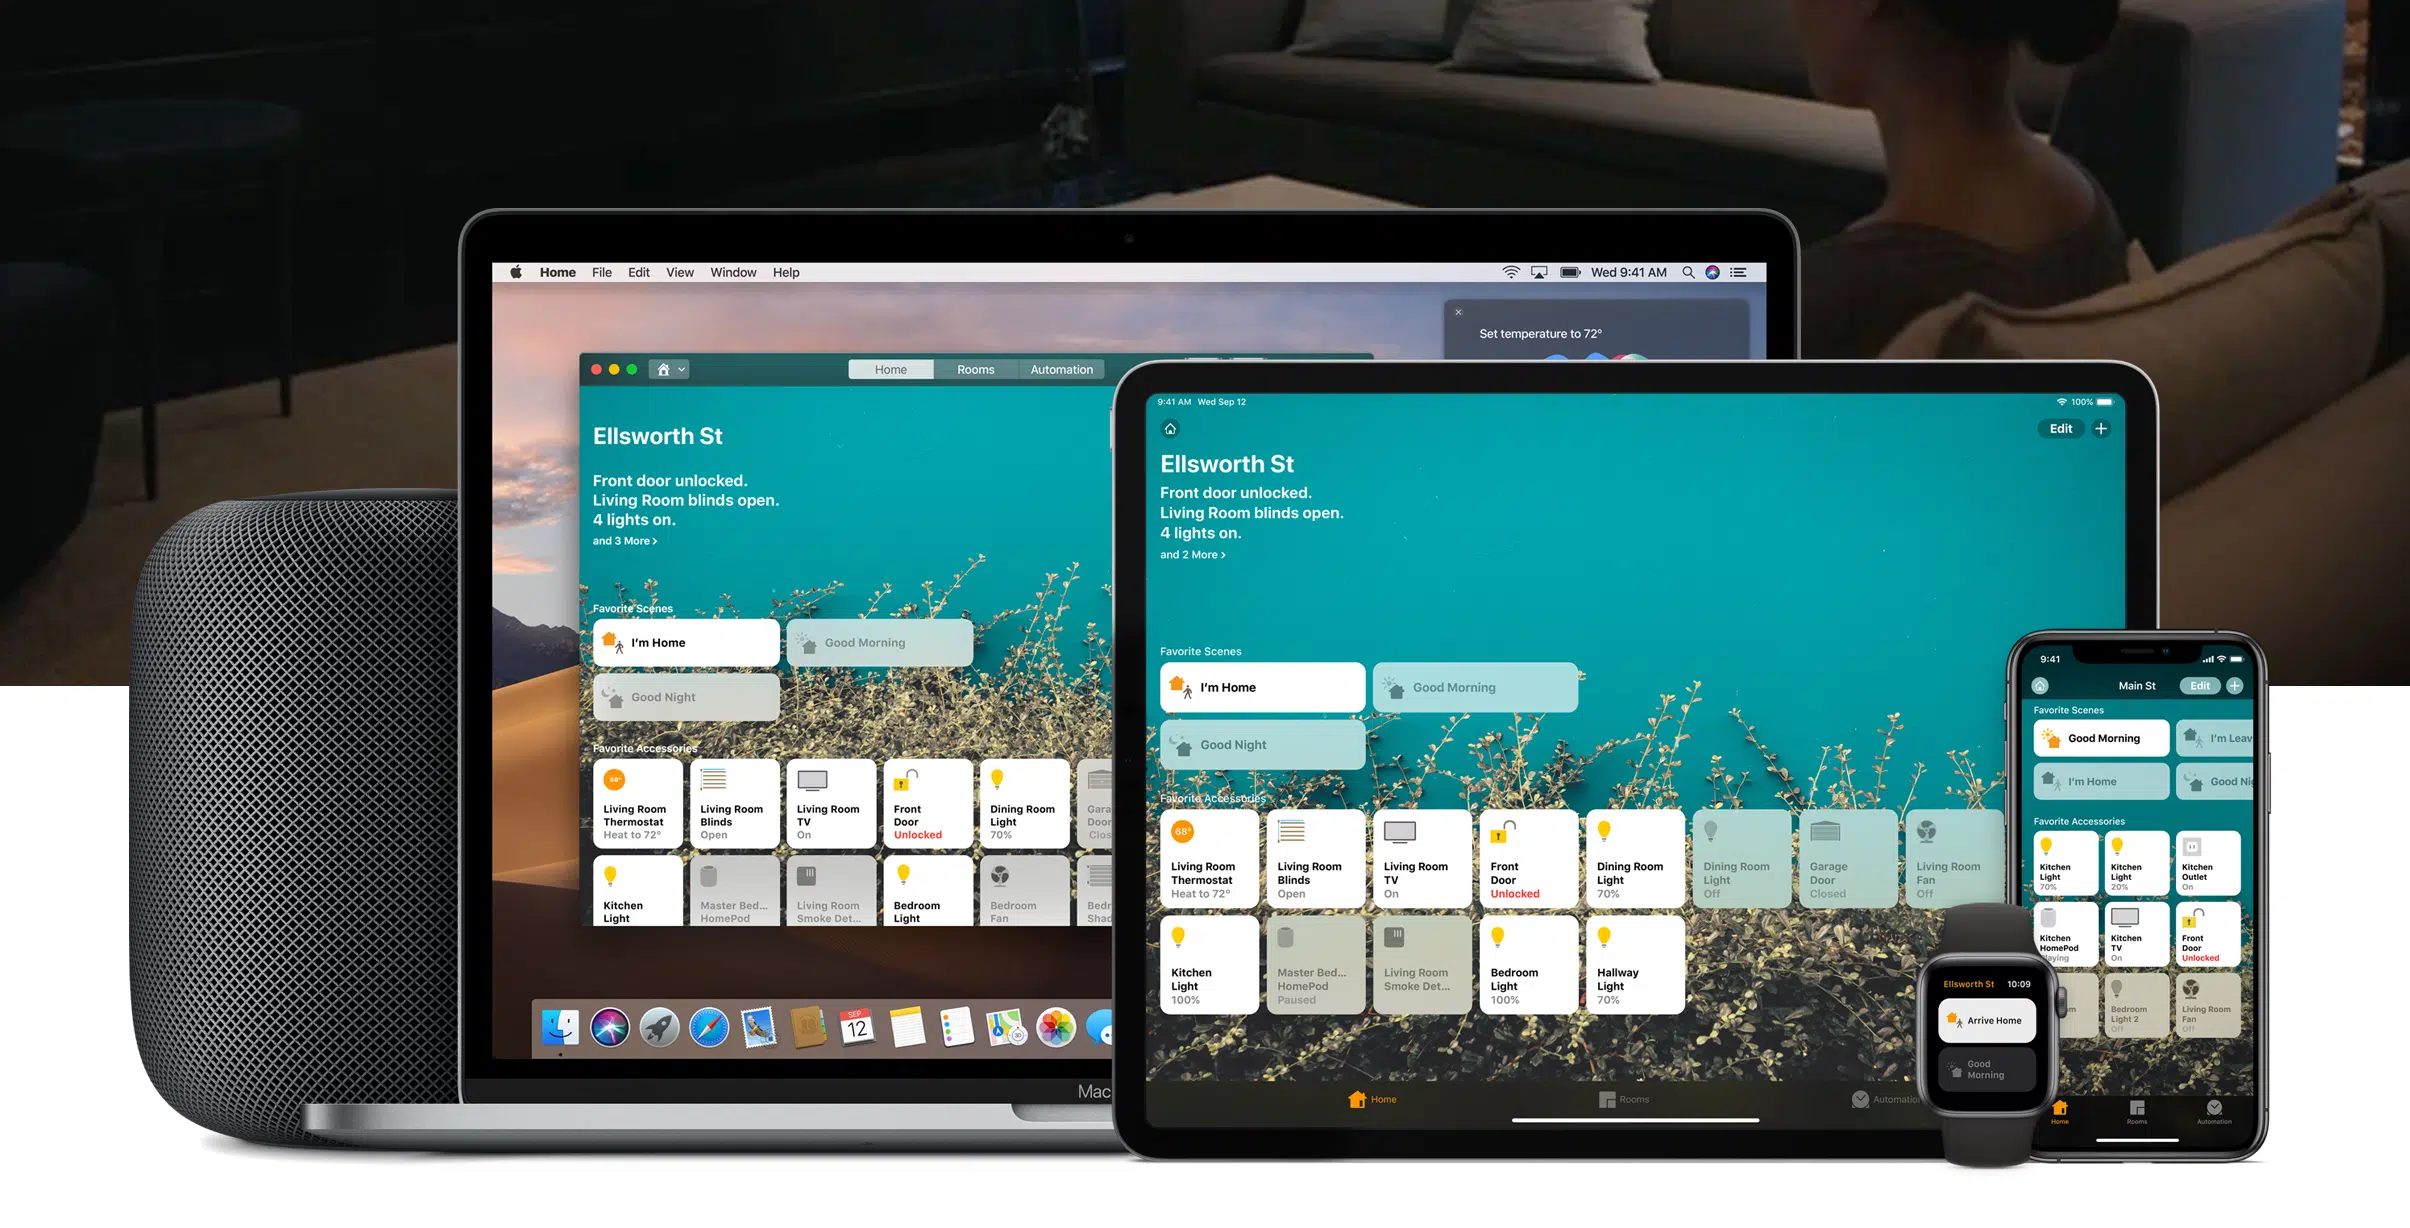 Home File Edit View Window Help
Wed 9:41 AM
Set temperature to 72°
Home Rooms Automation
Ellsworth St
Front door unlocked.
Living Room blinds open.
4 lights on.
and 3 More >
Favorite Scenes
I'm Home
Good Morning
Good Night
Favorite Accessories
68°
Living Room
Thermostat
Heat to 72°
Living Room
Blinds
Open
Living Room
TV
On
Front
Door
Unlocked
Dining Room
Light
70%
Gara
Door
Clos
Kitchen
Light
Master Bed...
HomePod
Living Room
Smoke Det...
Bedroom
Light
Bedroom
Fan
Bedr
Sha
SEP
12
3D
Mac
9:41 AM Wed Sep 12
100%
Edit
Ellsworth St
Front door unlocked.
Living Room blinds open.
4 lights on.
and 2 More >
Favorite Scenes
I'm Home
Good Morning
Good Night
Favorite Accessories
68°
Living Room
Thermostat
Heat to 72°
Living Room
Blinds
Open
Living Room
TV
On
Front
Door
Unlocked
Dining Room
Light
70%
Dining Room
Light
Off
Garage
Door
Closed
Living Room
Fan
Off
Kitchen
Light
100%
Master Bed...
HomePod
Paused
Living Room
Smoke Det...
Bedroom
Light
100%
Hallway
Light
70%
Home
Rooms
Automation
9:41
Main St
Edit
Favorite Scenes
Good Morning
I'm Leav
I'm Home
Good Nig
Favorite Accessories
Kitchen
Light
70%
Kitchen
Light
20%
Kitchen
Outlet
On
Kitchen
HomePod
Playing
Kitchen
TV
On
Front
Door
Unlocked
Bedroom
Light 2
Off
Living Room
Fan
Off
Home
Rooms
Automation
Ellsworth St 10:09
Arrive Home
Good
Morning